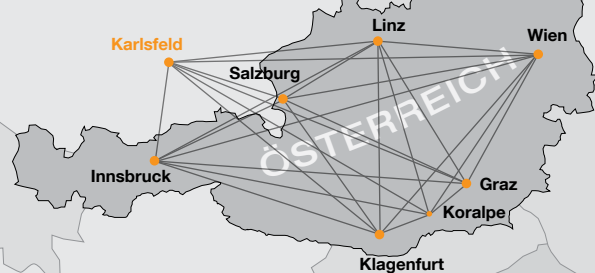 Linz
Wien
Karlsfeld
Salzburg
ÖSTERREICH
Innsbruck
Graz
Koralpe
Klagenfurt